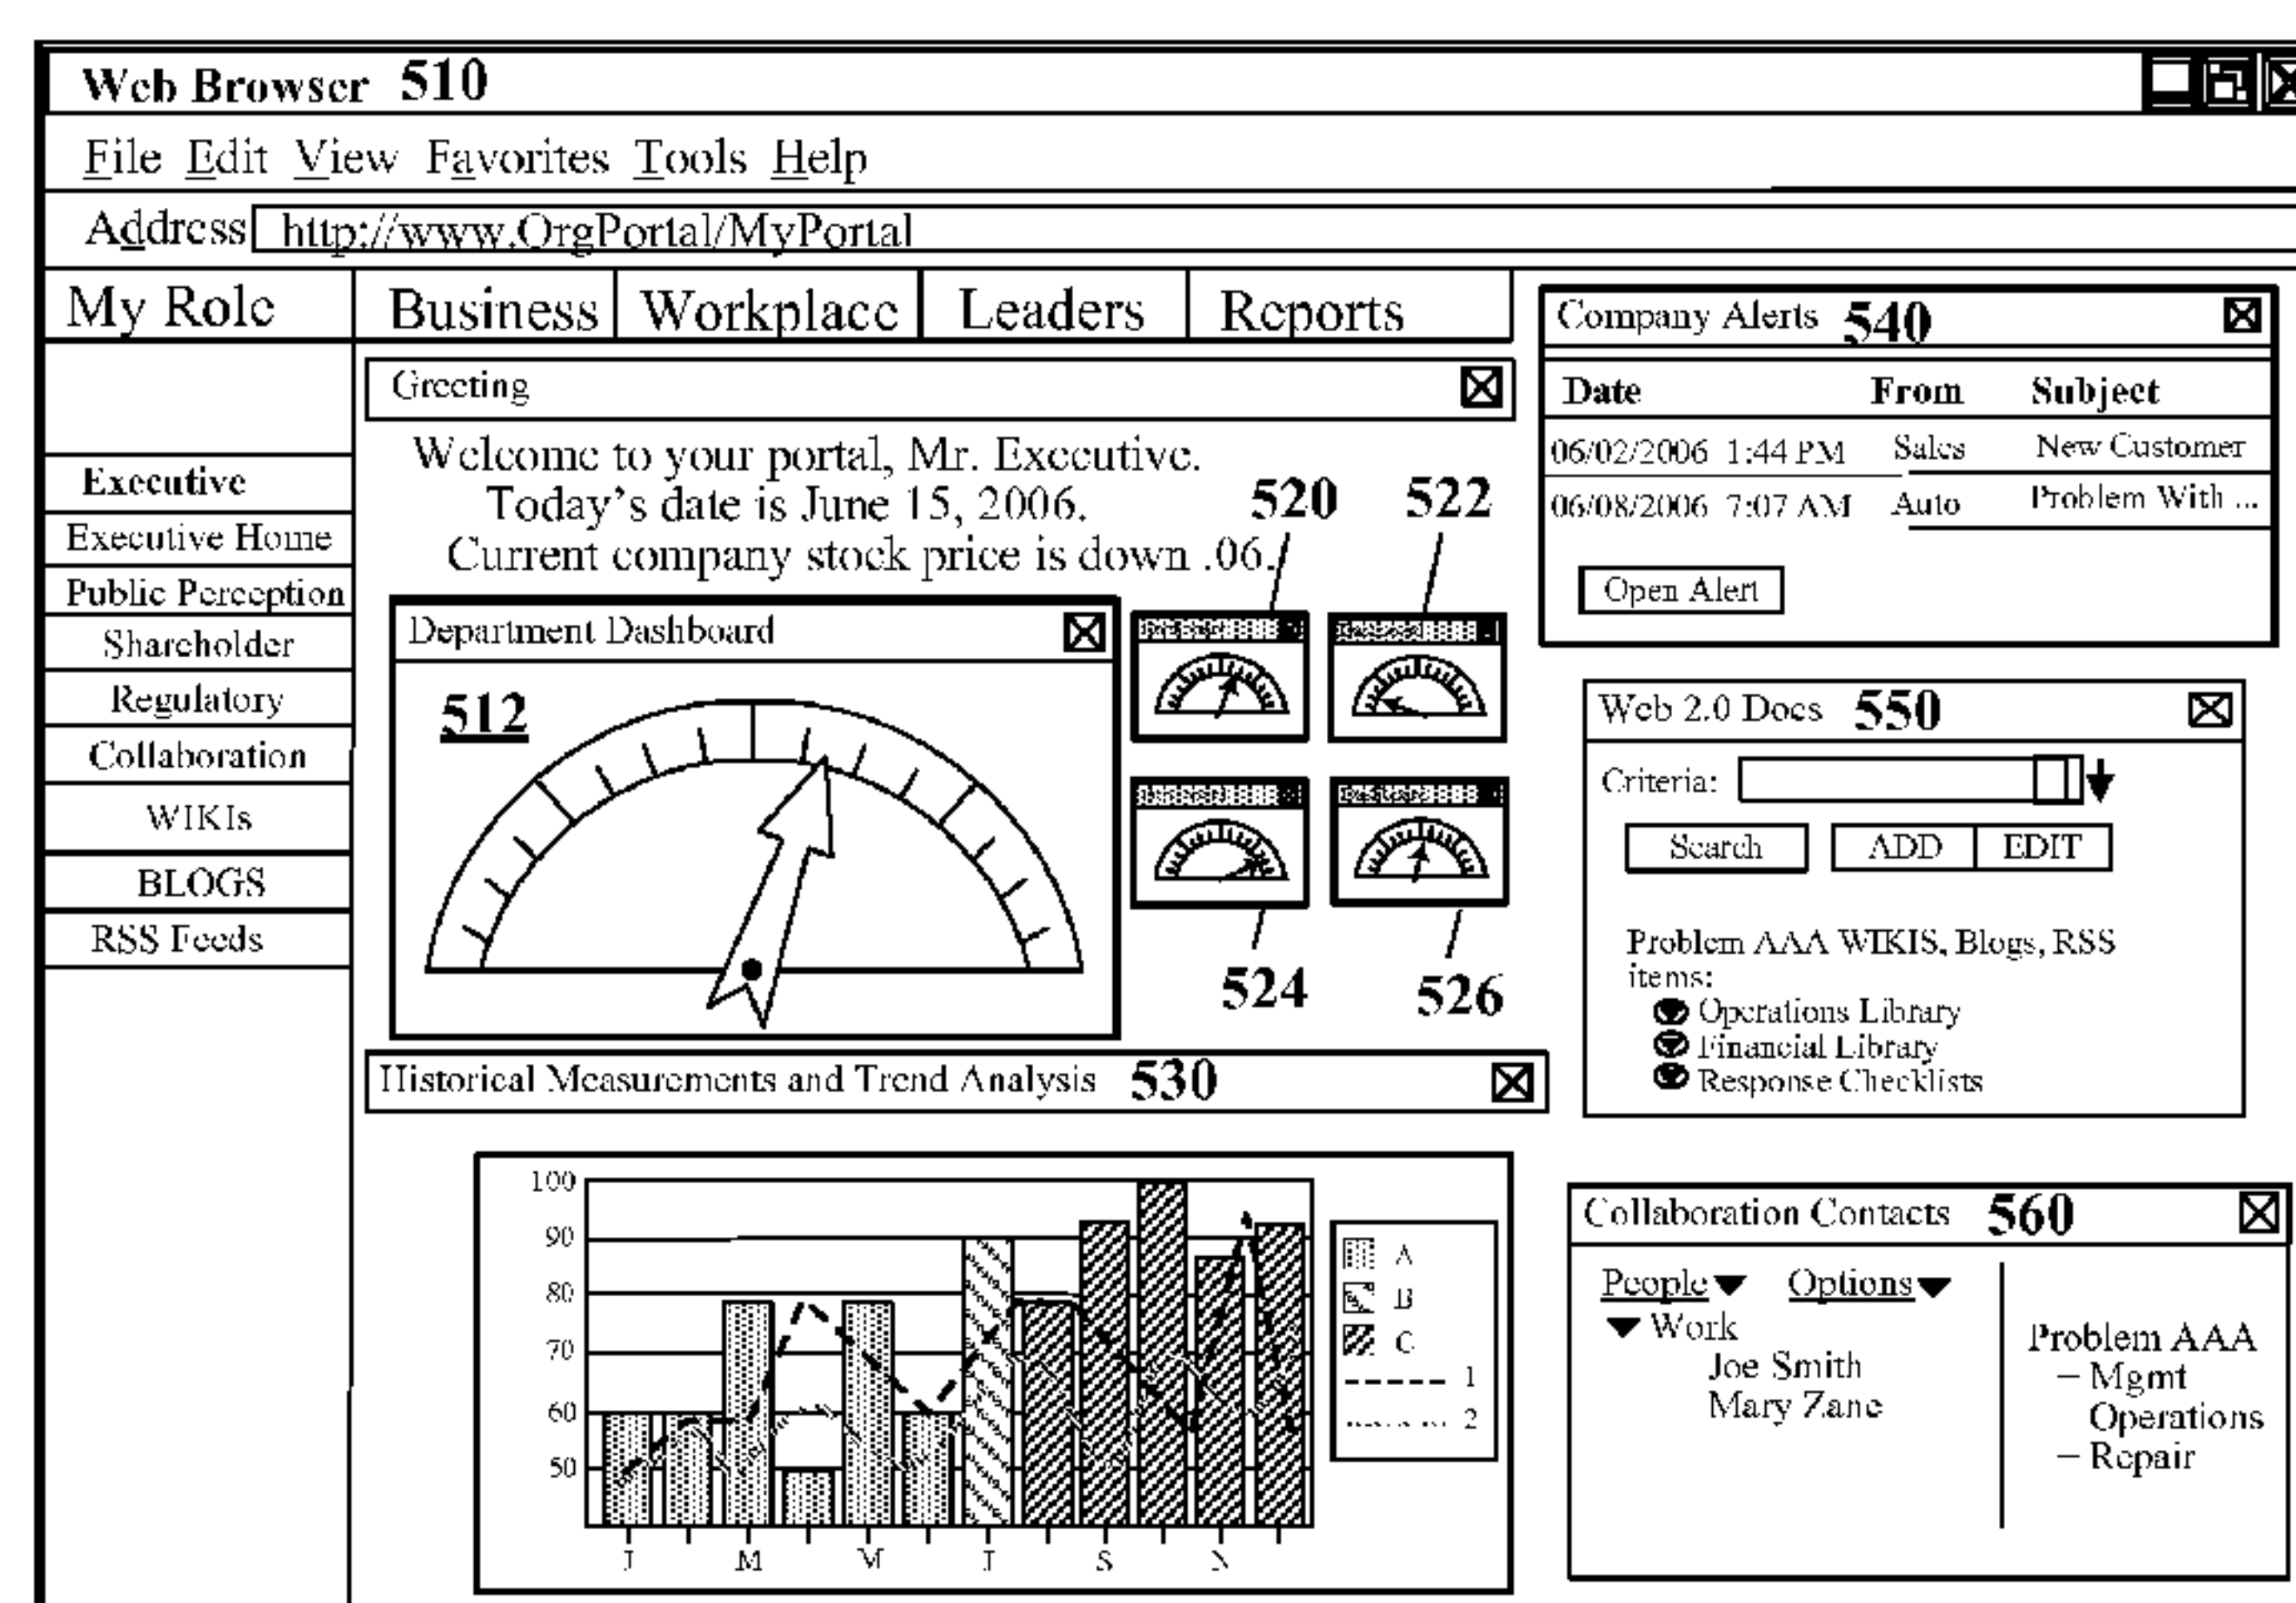 Web Browser 510
File Edit View Favorites Tools Help
Address http://www.OrgPortal/MyPortal
My Role
Business Workplace Leaders Reports
Executive
Executive Home
Public Perception
Shareholder
Regulatory
Collaboration
WIKIs
BLOGS
RSS Feeds
Greeting
Welcome to your portal, Mr. Executive.
Today's date is June 15, 2006.
Current company stock price is down .06.
Department Dashboard
512
520 522
524 526
Historical Measurements and Trend Analysis 530
100
90
80
70
60
50
J M M J S N
A
B
C
1
2
Company Alerts 540
Date From Subject
06/02/2006 1:44 PM Sales New Customer
06/08/2006 7:07 AM Auto Problem With ...
Open Alert
Web 2.0 Docs 550
Criteria:
Search ADD EDIT
Problem AAA WIKIS, Blogs, RSS
items:
Operations Library
Financial Library
Response Checklists
Collaboration Contacts 560
People Options
Work
Joe Smith
Mary Zane
Problem AAA
– Mgmt
Operations
– Repair